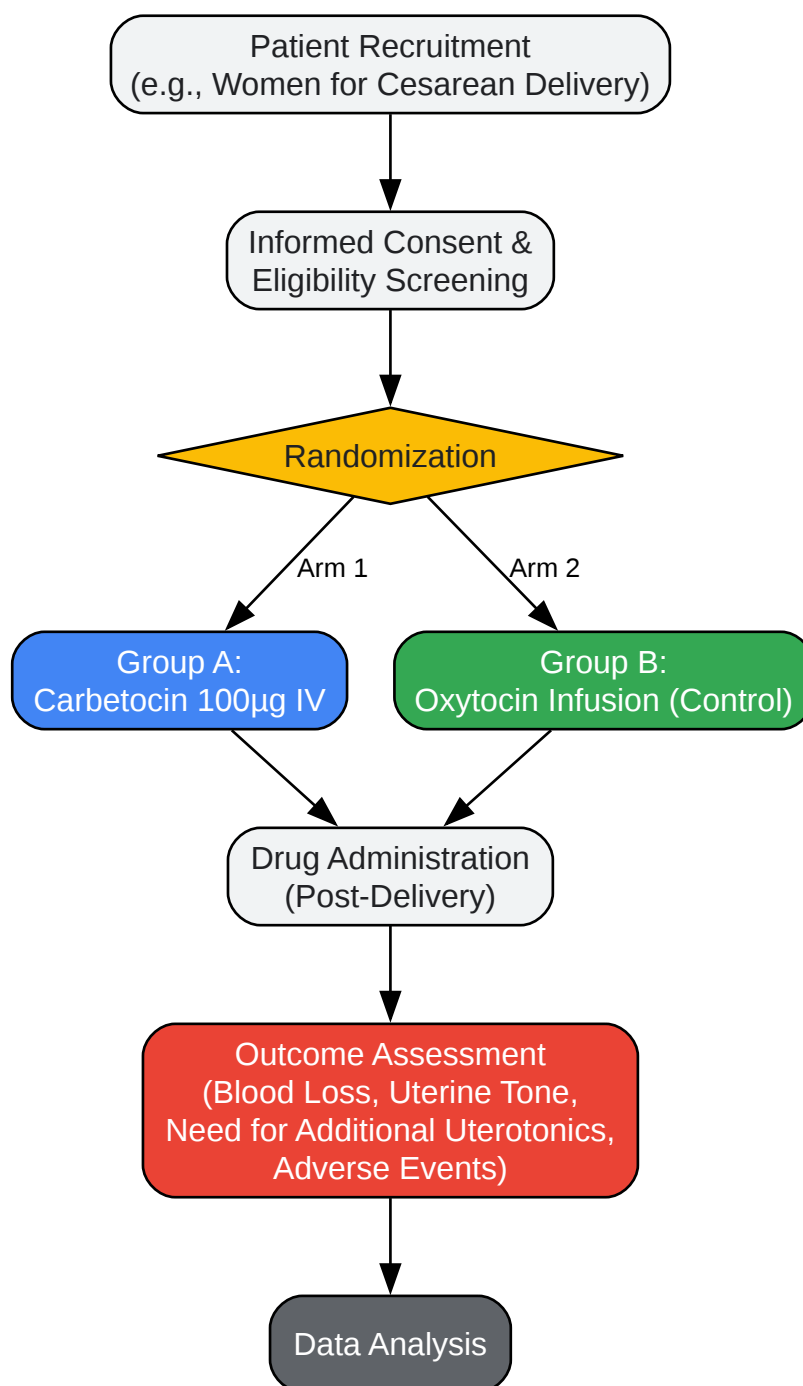 Patient Recruitment
(e.g., Women for Cesarean Delivery)
Informed Consent &
Eligibility Screening
Randomization
Arm 1
Arm 2
Group A:
Carbetocin 100µg IV
Group B:
Oxytocin Infusion (Control)
Drug Administration
(Post-Delivery)
Outcome Assessment
(Blood Loss, Uterine Tone,
Need for Additional Uterotonics,
Adverse Events)
Data Analysis